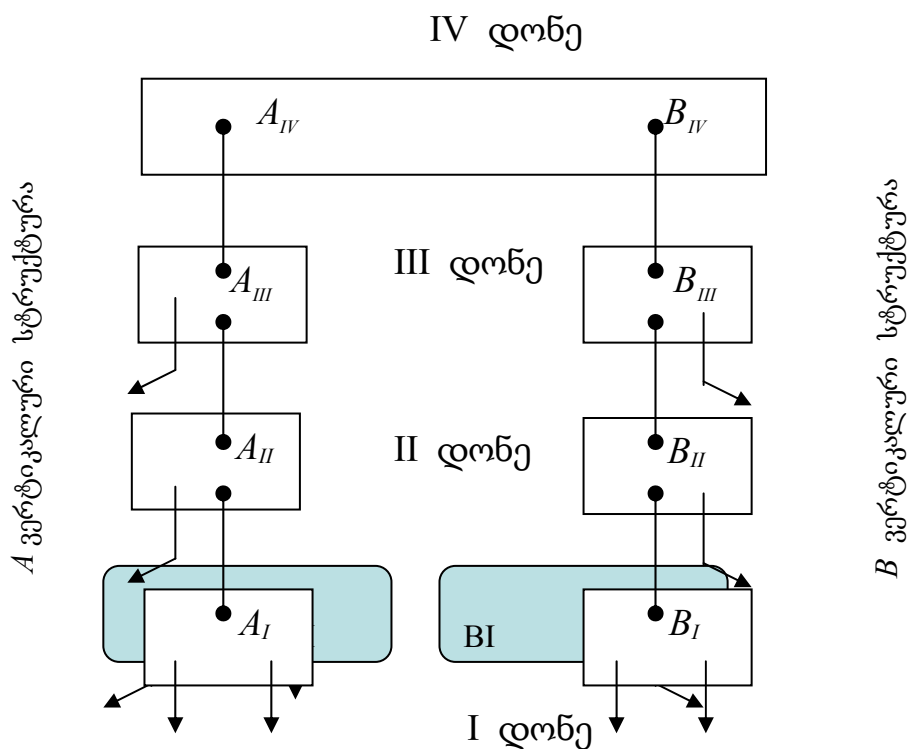 IV დონე
A_IV B_IV
A ვერტიკალური სტრუქტურა
B ვერტიკალური სტრუქტურა
III დონე
A_III B_III
II დონე
A_II B_II
A_I BI B_I
I დონე